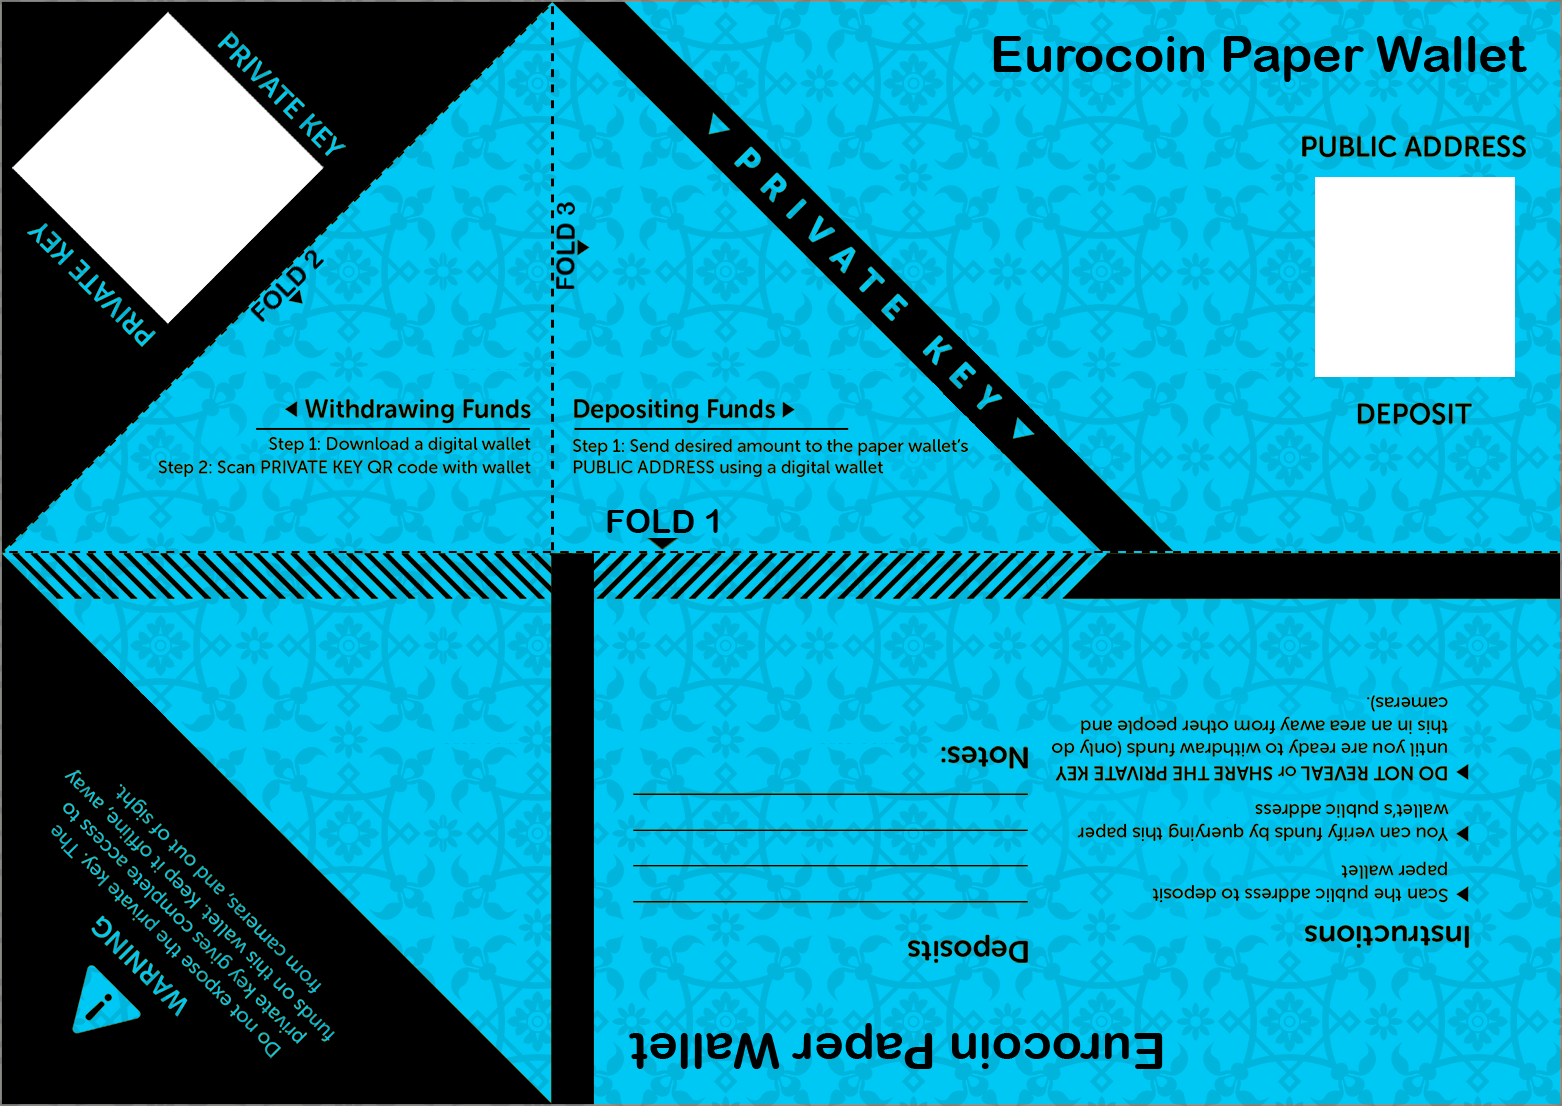 Eurocoin Paper Wallet
PUBLIC ADDRESS
DEPOSIT
PRIVATE KEY
PRIVATE KEY
PRIVATE KEY
FOLD 2
FOLD 3
Withdrawing Funds
Step 1: Download a digital wallet
Step 2: Scan PRIVATE KEY QR code with wallet
Depositing Funds
Step 1: Send desired amount to the paper wallet's
PUBLIC ADDRESS using a digital wallet
FOLD 1
WARNING
Do not expose the private key. The
private key gives complete access to
funds on this wallet. Keep it offline, away
from cameras, and out of sight.
Eurocoin Paper Wallet
Instructions
Scan the public address to deposit
paper wallet
You can verify funds by querying this paper
wallet's public address
DO NOT REVEAL or SHARE THE PRIVATE KEY
until you are ready to withdraw funds (only do
this in an area away from other people and
cameras).
Deposits
Notes: